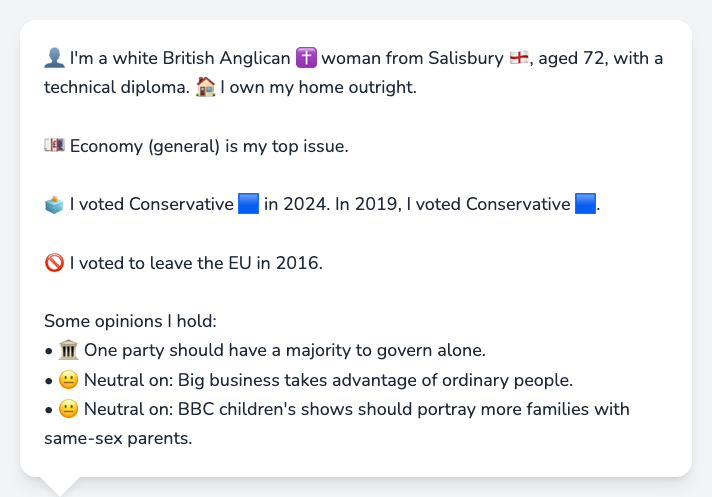 👤 I'm a white British Anglican ✝️ woman from Salisbury 🏴󠁧󠁢󠁥󠁮󠁧󠁿, aged 72, with a
technical diploma. 🏠 I own my home outright.
💷 Economy (general) is my top issue.
🗳️ I voted Conservative 🟦 in 2024. In 2019, I voted Conservative 🟦.
🚫 I voted to leave the EU in 2016.
Some opinions I hold:
• 🏛️ One party should have a majority to govern alone.
• 😐 Neutral on: Big business takes advantage of ordinary people.
• 😐 Neutral on: BBC children's shows should portray more families with
same-sex parents.